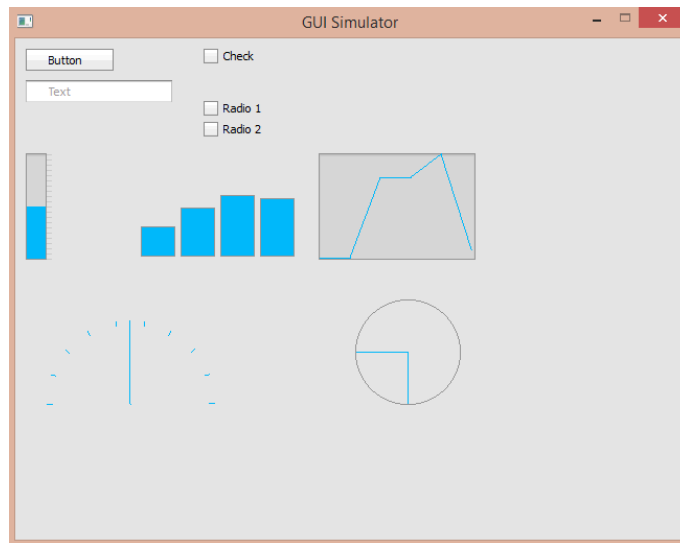 GUI Simulator
Button
Check
Text
Radio 1
Radio 2